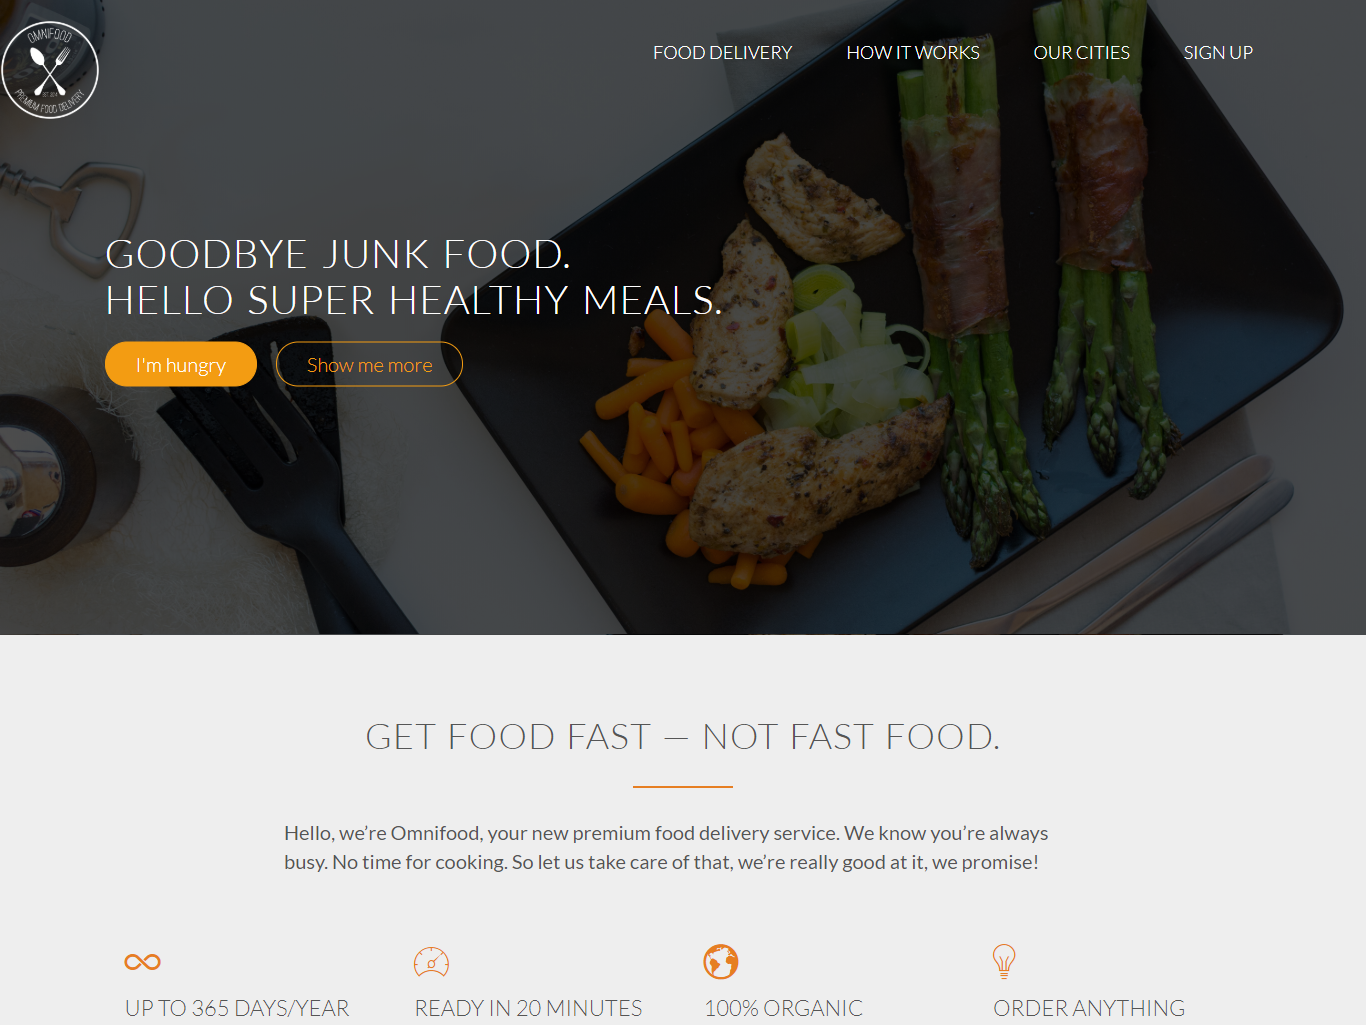 OMNIFOOD
PREMIUM FOOD DELIVERY
FOOD DELIVERY
HOW IT WORKS
OUR CITIES
SIGN UP
GOODBYE JUNK FOOD.
HELLO SUPER HEALTHY MEALS.
I'm hungry
Show me more
GET FOOD FAST — NOT FAST FOOD.
Hello, we’re Omnifood, your new premium food delivery service. We know you’re always
busy. No time for cooking. So let us take care of that, we’re really good at it, we promise!
UP TO 365 DAYS/YEAR
READY IN 20 MINUTES
100% ORGANIC
ORDER ANYTHING